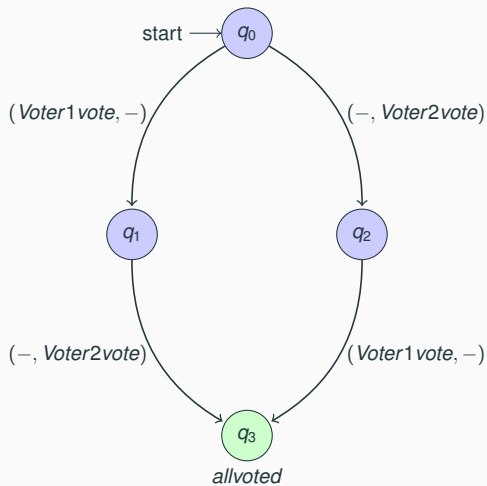 start q0
(Voter1vote, −) (−, Voter2vote)
q1 q2
(−, Voter2vote) (Voter1vote, −)
q3
allvoted